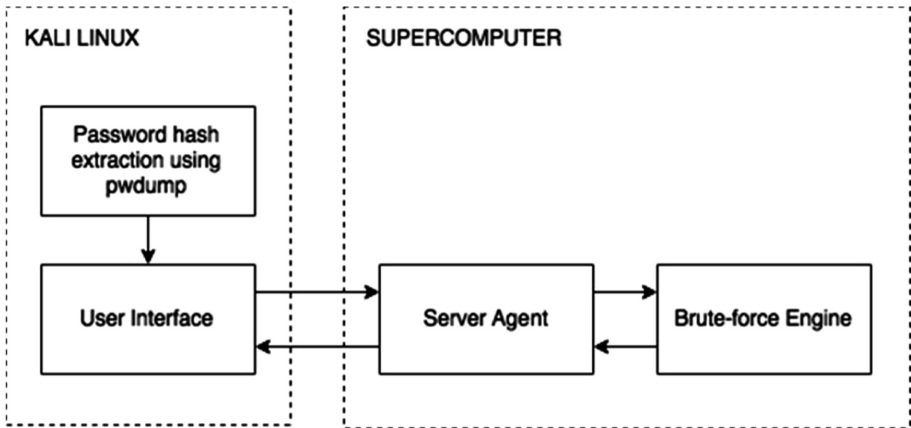 KALI LINUX
SUPERCOMPUTER
Password hash
extraction using
pwdump
User Interface
Server Agent
Brute-force Engine